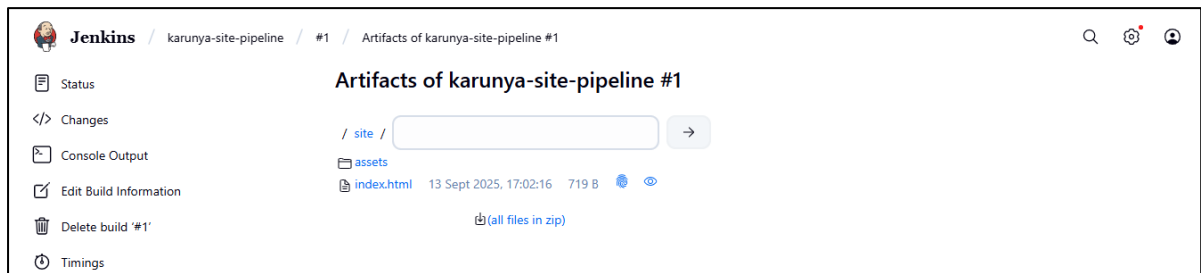 Jenkins / karunya-site-pipeline / #1 / Artifacts of karunya-site-pipeline #1
Status
Changes
Console Output
Edit Build Information
Delete build ‘#1’
Timings
Artifacts of karunya-site-pipeline #1
/ site /
assets
index.html 13 Sept 2025, 17:02:16 719 B
(all files in zip)